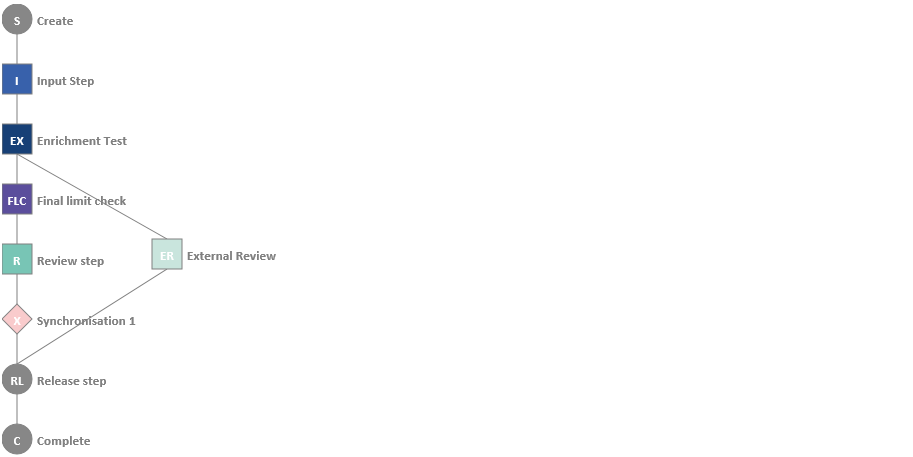 S Create
I Input Step
EX Enrichment Test
FLC Final limit check
ER External Review
R Review step
X Synchronisation 1
RL Release step
C Complete